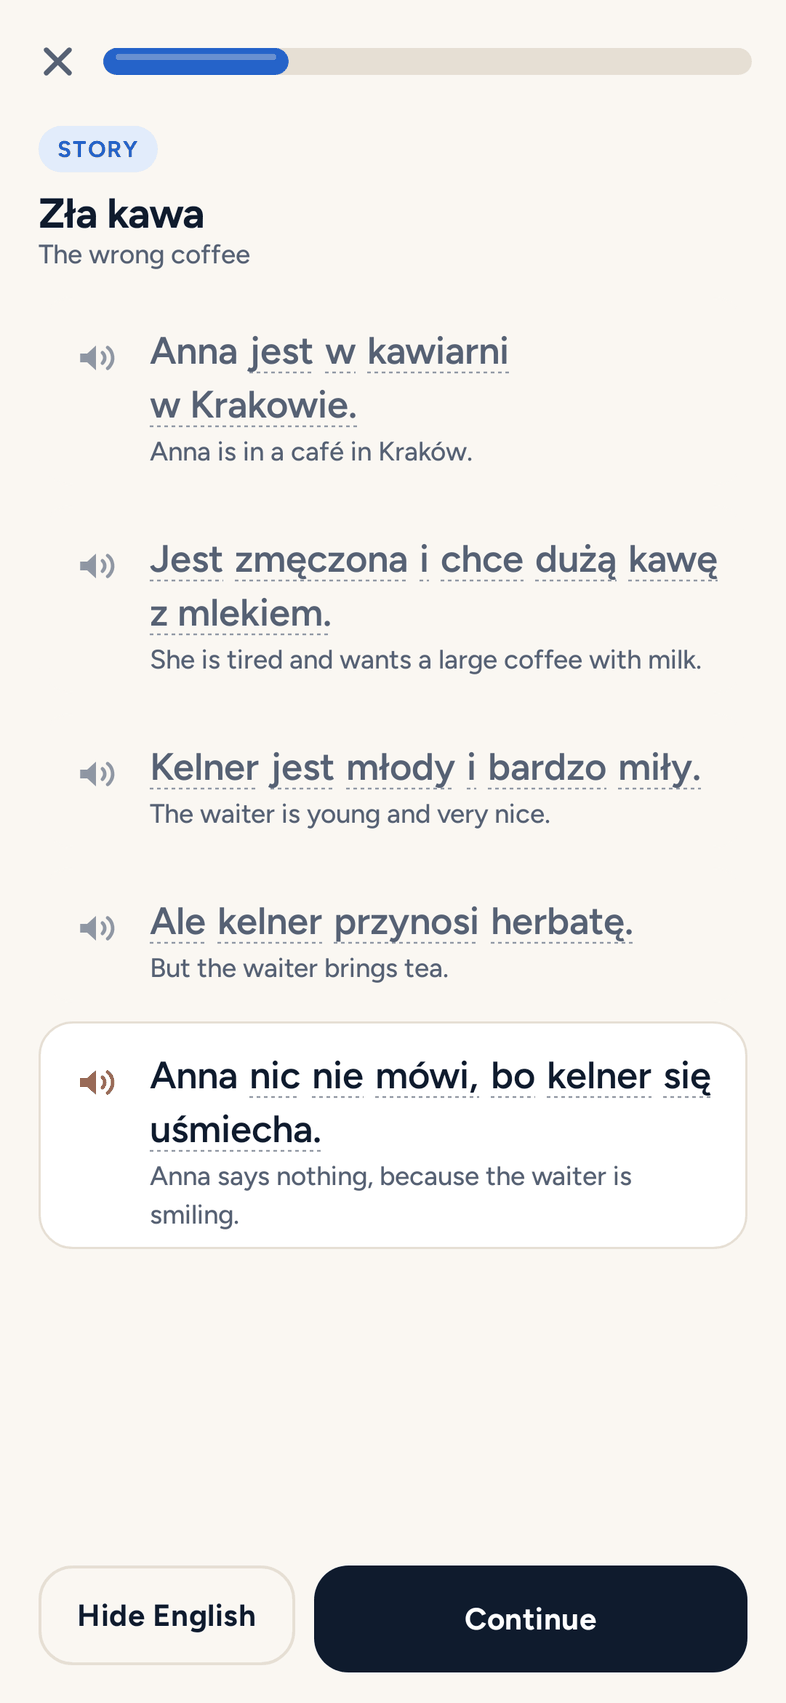 STORY
Zła kawa
The wrong coffee
Anna jest w kawiarni
w Krakowie.
Anna is in a café in Kraków.
Jest zmęczona i chce dużą kawę
z mlekiem.
She is tired and wants a large coffee with milk.
Kelner jest młody i bardzo miły.
The waiter is young and very nice.
Ale kelner przynosi herbatę.
But the waiter brings tea.
Anna nic nie mówi, bo kelner się
uśmiecha.
Anna says nothing, because the waiter is
smiling.
Hide English
Continue